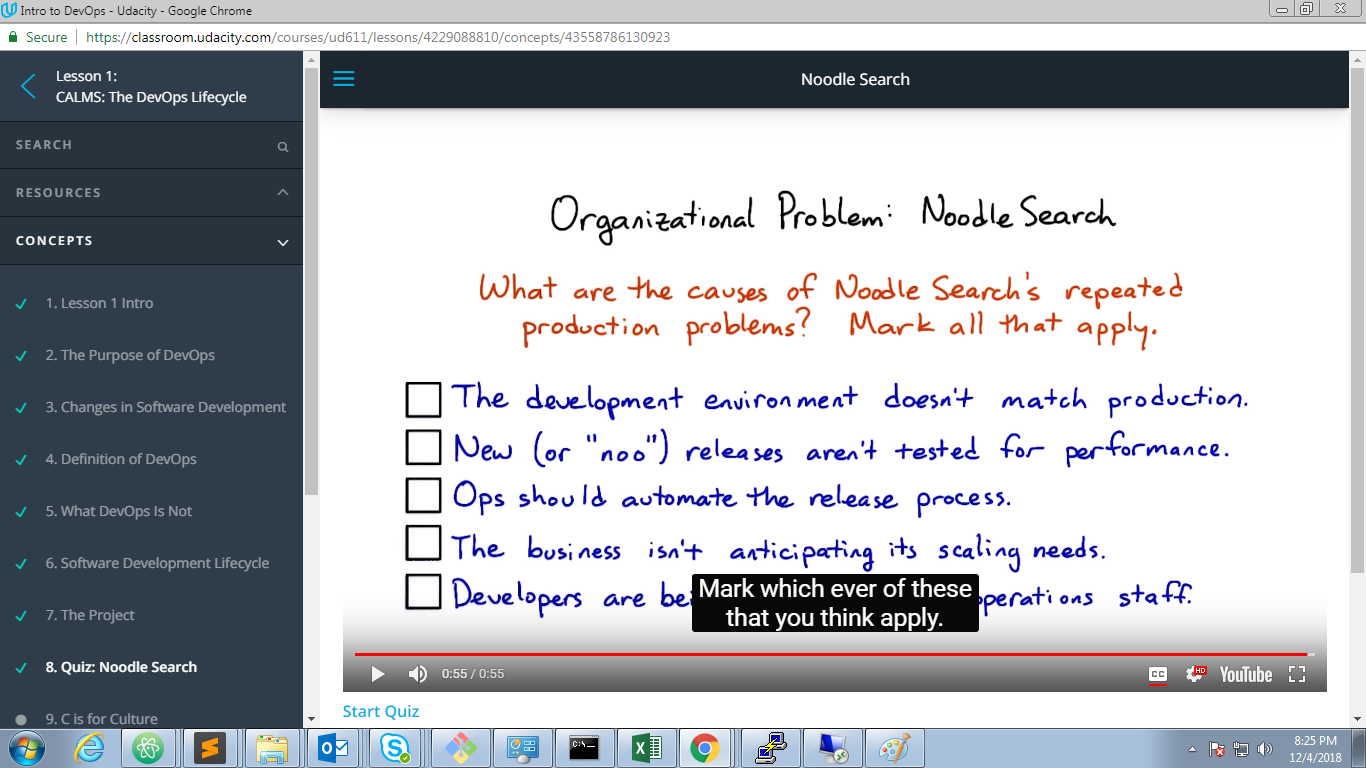 Intro to DevOps - Udacity - Google Chrome
Secure
https://classroom.udacity.com/courses/ud611/lessons/4229088810/concepts/43558786130923
Lesson 1:
CALMS: The DevOps Lifecycle
SEARCH
RESOURCES
CONCEPTS
1. Lesson 1 Intro
2. The Purpose of DevOps
3. Changes in Software Development
4. Definition of DevOps
5. What DevOps Is Not
6. Software Development Lifecycle
7. The Project
8. Quiz: Noodle Search
9. C is for Culture
Noodle Search
Organizational Problem: Noodle Search
What are the causes of Noodle Search's repeated
production problems? Mark all that apply.
The development environment doesn't match production.
New (or "noo") releases aren't tested for performance.
Ops should automate the release process.
The business isn't anticipating its scaling needs.
Developers are operations staff.
Mark which ever of these
that you think apply.
0:55 / 0:55
CC
HD
YouTube
Start Quiz
8:25 PM
12/4/2018